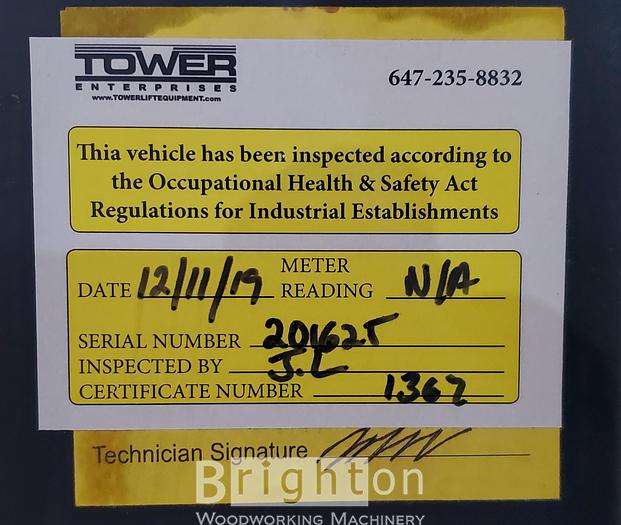 TOWER
ENTERPRISES
www.TOWERLIFTEQUIPMENT.com
647-235-8832
Thia vehicle has been inspected according to
the Occupational Health & Safety Act
Regulations for Industrial Establishments
DATE 12/11/19 METER READING N/A
SERIAL NUMBER 201625
INSPECTED BY J.L
CERTIFICATE NUMBER 1367
Technician Signature
Brighton
WOODWORKING MACHINERY